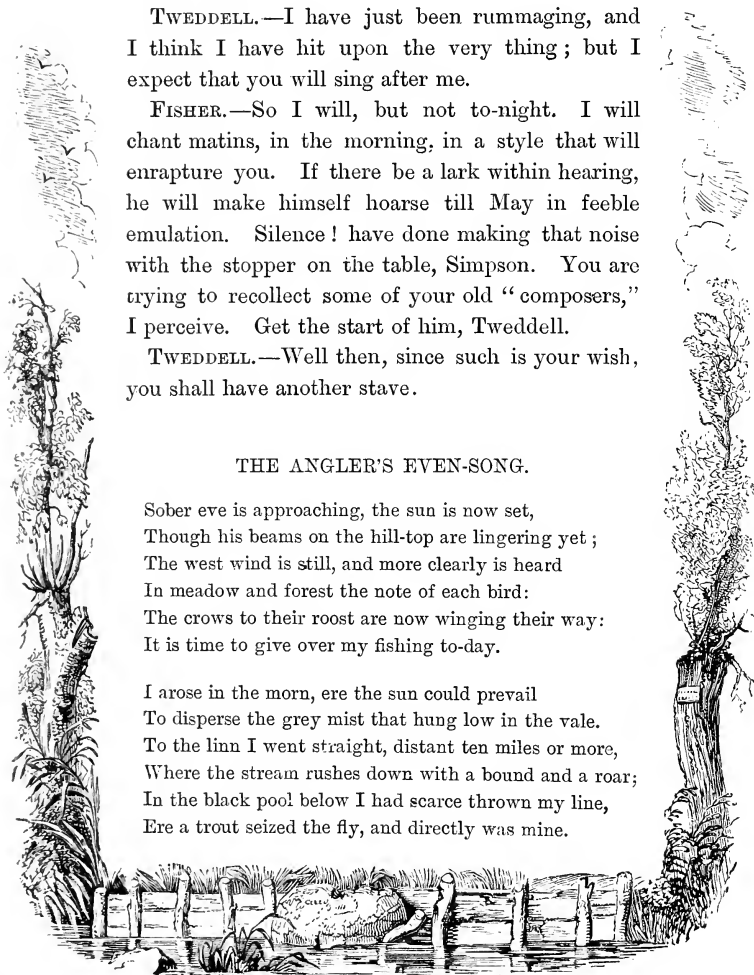 TWEDDELL.—I have just been rummaging, and
I think I have hit upon the very thing; but I
expect that you will sing after me.
FISHER.—So I will, but not to-night. I will
chant matins, in the morning, in a style that will
enrapture you. If there be a lark within hearing,
he will make himself hoarse till May in feeble
emulation. Silence! have done making that noise
with the stopper on the table, Simpson. You are
trying to recollect some of your old “composers,”
I perceive. Get the start of him, Tweddell.
TWEDDELL.—Well then, since such is your wish,
you shall have another stave.
THE ANGLER’S EVEN-SONG.
Sober eve is approaching, the sun is now set,
Though his beams on the hill-top are lingering yet;
The west wind is still, and more clearly is heard
In meadow and forest the note of each bird:
The crows to their roost are now winging their way:
It is time to give over my fishing to-day.
I arose in the morn, ere the sun could prevail
To disperse the grey mist that hung low in the vale.
To the linn I went straight, distant ten miles or more,
Where the stream rushes down with a bound and a roar;
In the black pool below I had scarce thrown my line,
Ere a trout seized the fly, and directly was mine.